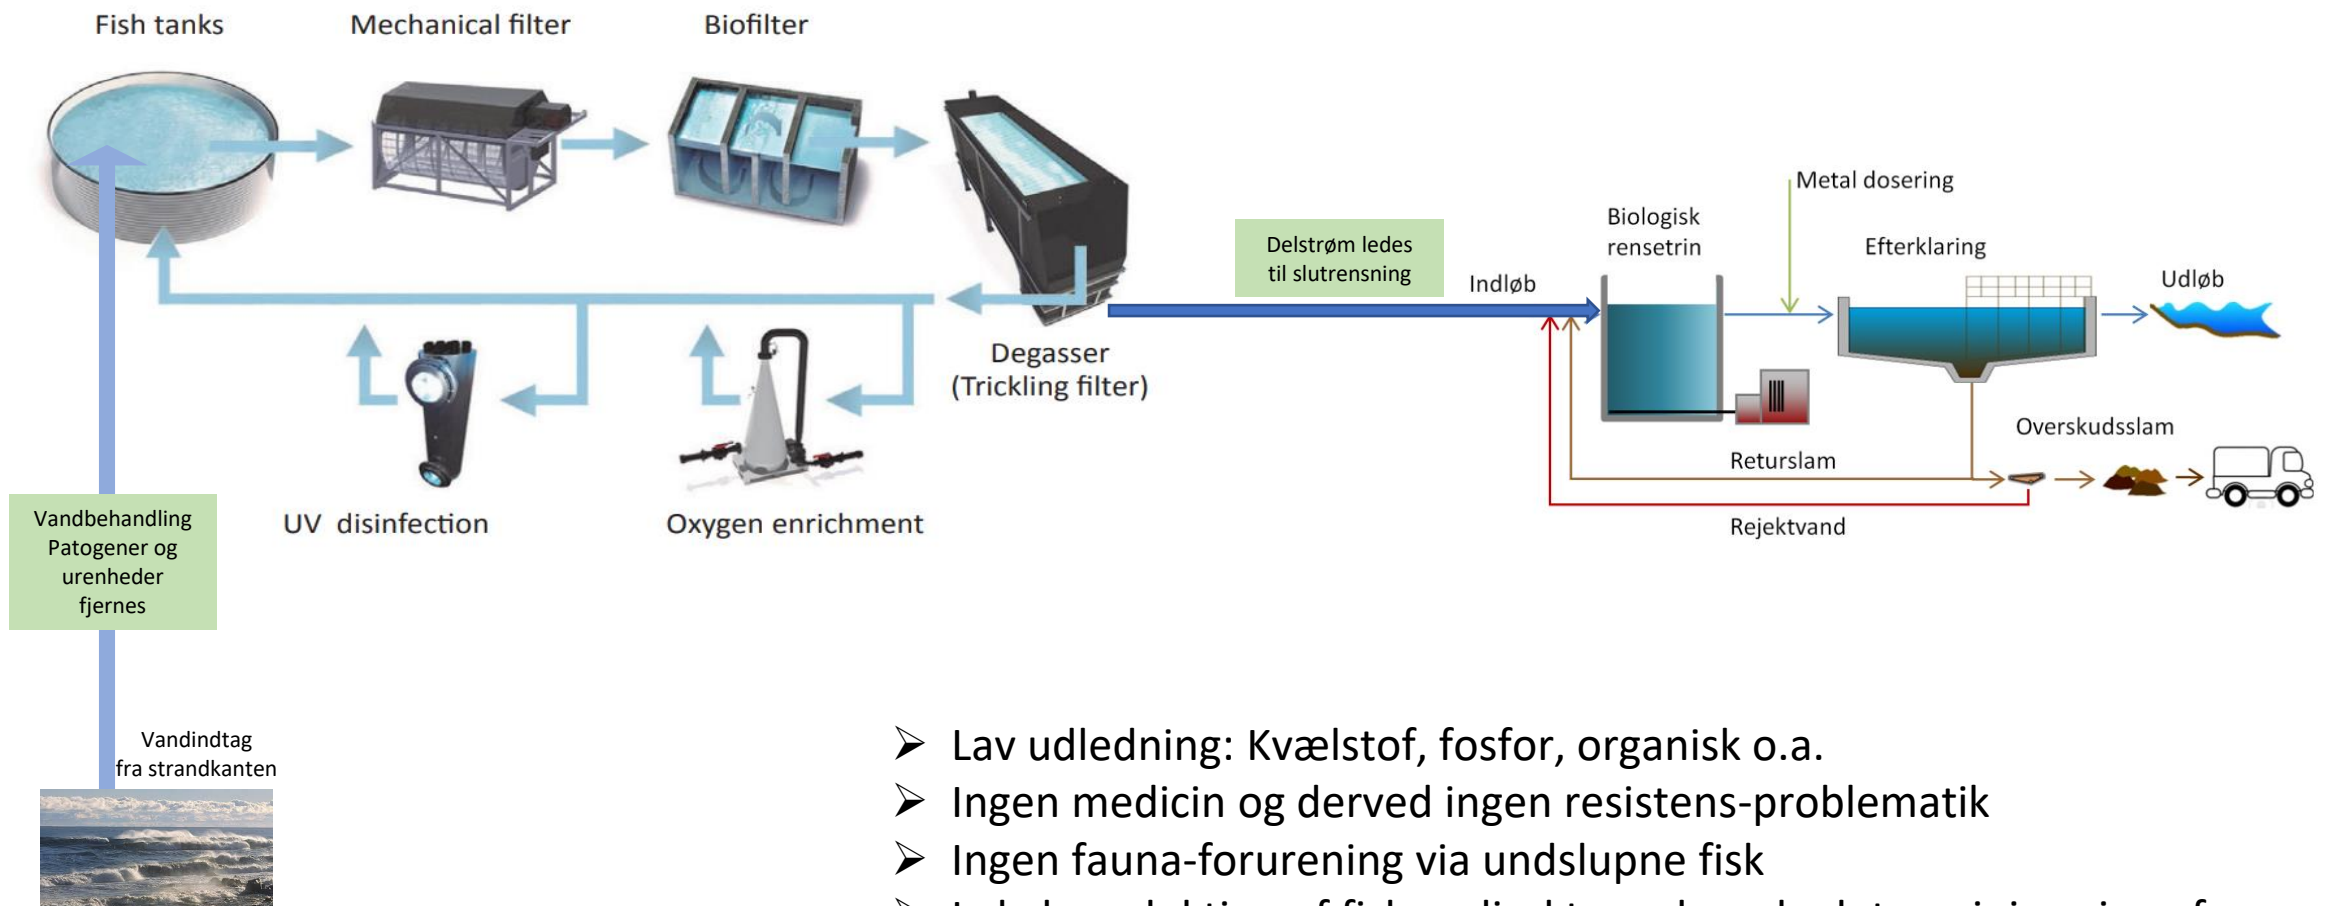 Fish tanks
Mechanical filter
Biofilter
Metal dosering
Biologisk
rensetrin
Efterklaring
Delstrøm ledes
til slutrensning
Indløb
Udløb
Degasser
(Trickling filter)
Overskudsslam
Returslam
Rejektvand
Vandbehandling
Patogener og
urenheder
fjernes
UV disinfection
Oxygen enrichment
Vandindtag
fra strandkanten
➢ Lav udledning: Kvælstof, fosfor, organisk o.a.
➢ Ingen medicin og derved ingen resistens-problematik
➢ Ingen fauna-forurening via undslupne fisk